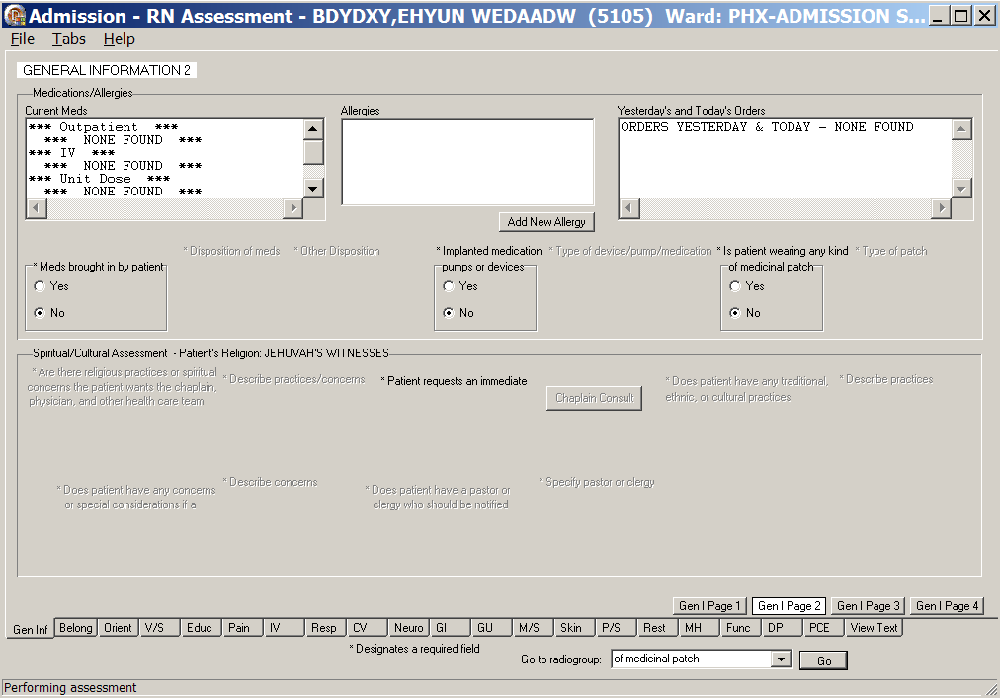 Admission - RN Assessment - BDYDXY,EHYUN WEDAADW (5105) Ward: PHX-ADMISSION S...
File Tabs Help
GENERAL INFORMATION 2
Medications/Allergies
Current Meds
*** Outpatient ***
*** NONE FOUND ***
*** IV ***
*** NONE FOUND ***
*** Unit Dose ***
*** NONE FOUND ***
Allergies
Add New Allergy
Yesterday's and Today's Orders
ORDERS YESTERDAY & TODAY - NONE FOUND
* Meds brought in by patient
Yes
No
* Disposition of meds
* Other Disposition
* Implanted medication
pumps or devices
Yes
No
* Type of device/pump/medication
* Is patient wearing any kind
of medicinal patch
Yes
No
* Type of patch
Spiritual/Cultural Assessment - Patient's Religion: JEHOVAH'S WITNESSES
* Are there religious practices or spiritual
concerns the patient wants the chaplain,
physician, and other health care team
* Describe practices/concerns
* Patient requests an immediate
Chaplain Consult
* Does patient have any traditional,
ethnic, or cultural practices
* Describe practices
* Does patient have any concerns
or special considerations if a
* Describe concerns
* Does patient have a pastor or
clergy who should be notified
* Specify pastor or clergy
Gen I Page 1 Gen I Page 2 Gen I Page 3 Gen I Page 4
Gen Inf Belong Orient V/S Educ Pain IV Resp CV Neuro GI GU M/S Skin P/S Rest MH Func DP PCE View Text
* Designates a required field
Go to radiogroup: of medicinal patch Go
Performing assessment